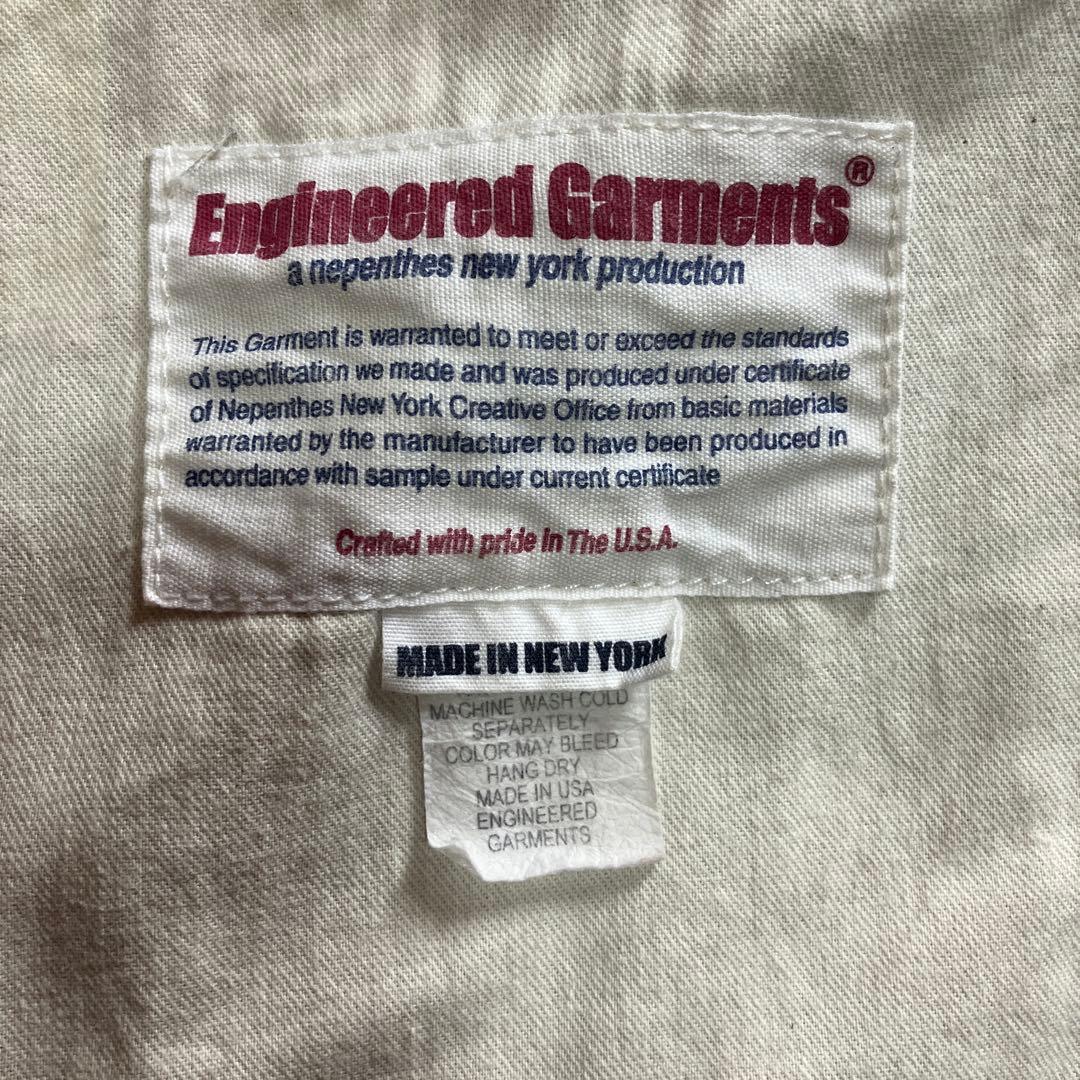 Engineered Garments®
a nepenthes new york production
This Garment is warranted to meet or exceed the standards
of specification we made and was produced under certificate
of Nepenthes New York Creative Office from basic materials
warranted by the manufacturer to have been produced in
accordance with sample under current certificate
Crafted with pride in The U.S.A.
MADE IN NEW YORK
MACHINE WASH COLD
SEPARATELY
COLOR MAY BLEED
HANG DRY
MADE IN USA
ENGINEERED
GARMENTS